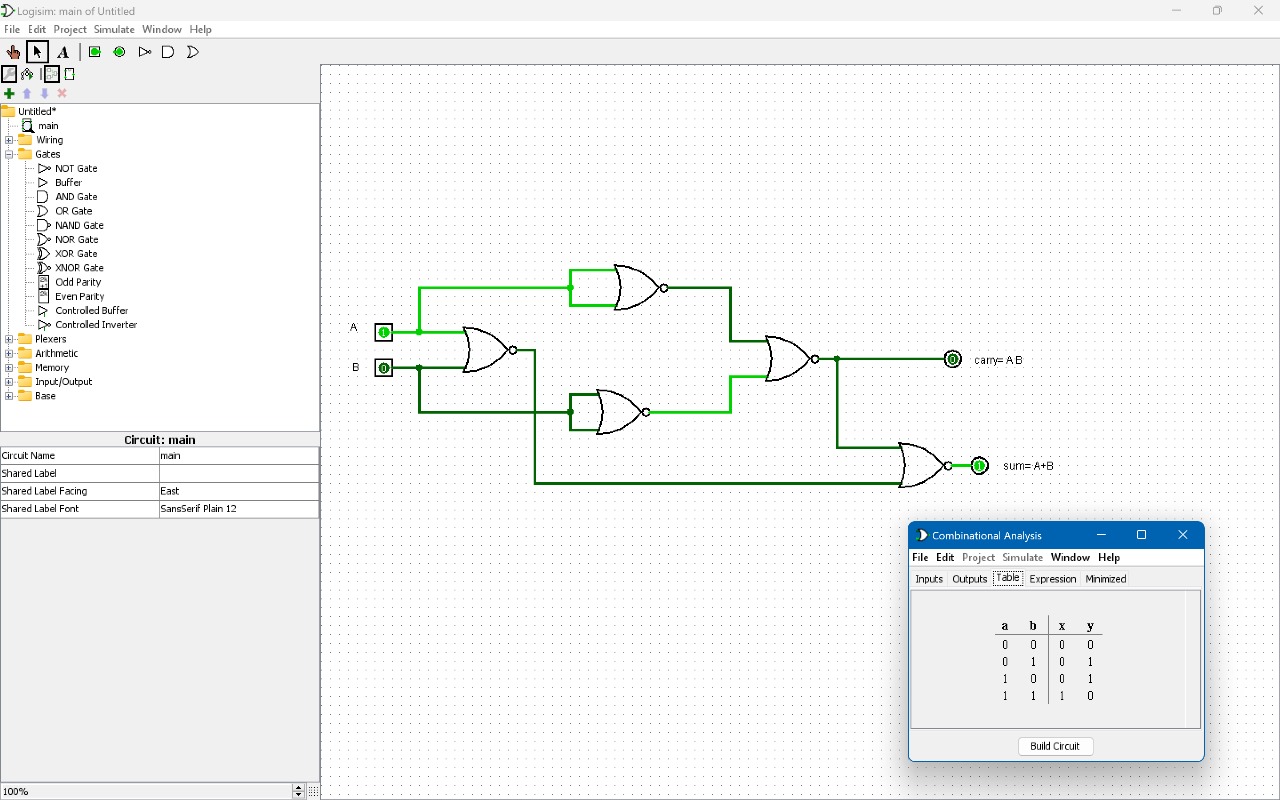 Logisim: main of Untitled
File Edit Project Simulate Window Help
A
Untitled*
main
Wiring
Gates
NOT Gate
Buffer
AND Gate
OR Gate
NAND Gate
NOR Gate
XOR Gate
XNOR Gate
Odd Parity
Even Parity
Controlled Buffer
Controlled Inverter
Plexers
Arithmetic
Memory
Input/Output
Base
Circuit: main
Circuit Name main
Shared Label
Shared Label Facing East
Shared Label Font SansSerif Plain 12
100%
A 1
B 0
0 carry= A B
1 sum= A+B
Combinational Analysis
File Edit Project Simulate Window Help
Inputs Outputs Table Expression Minimized
a b x y
0 0 0 0
0 1 0 1
1 0 0 1
1 1 1 0
Build Circuit